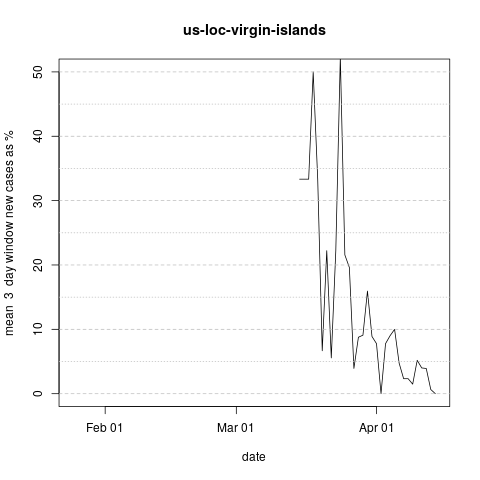 us-loc-virgin-islands
mean 3 day window new cases as %
50
40
30
20
10
0
Feb 01
Mar 01
Apr 01
date